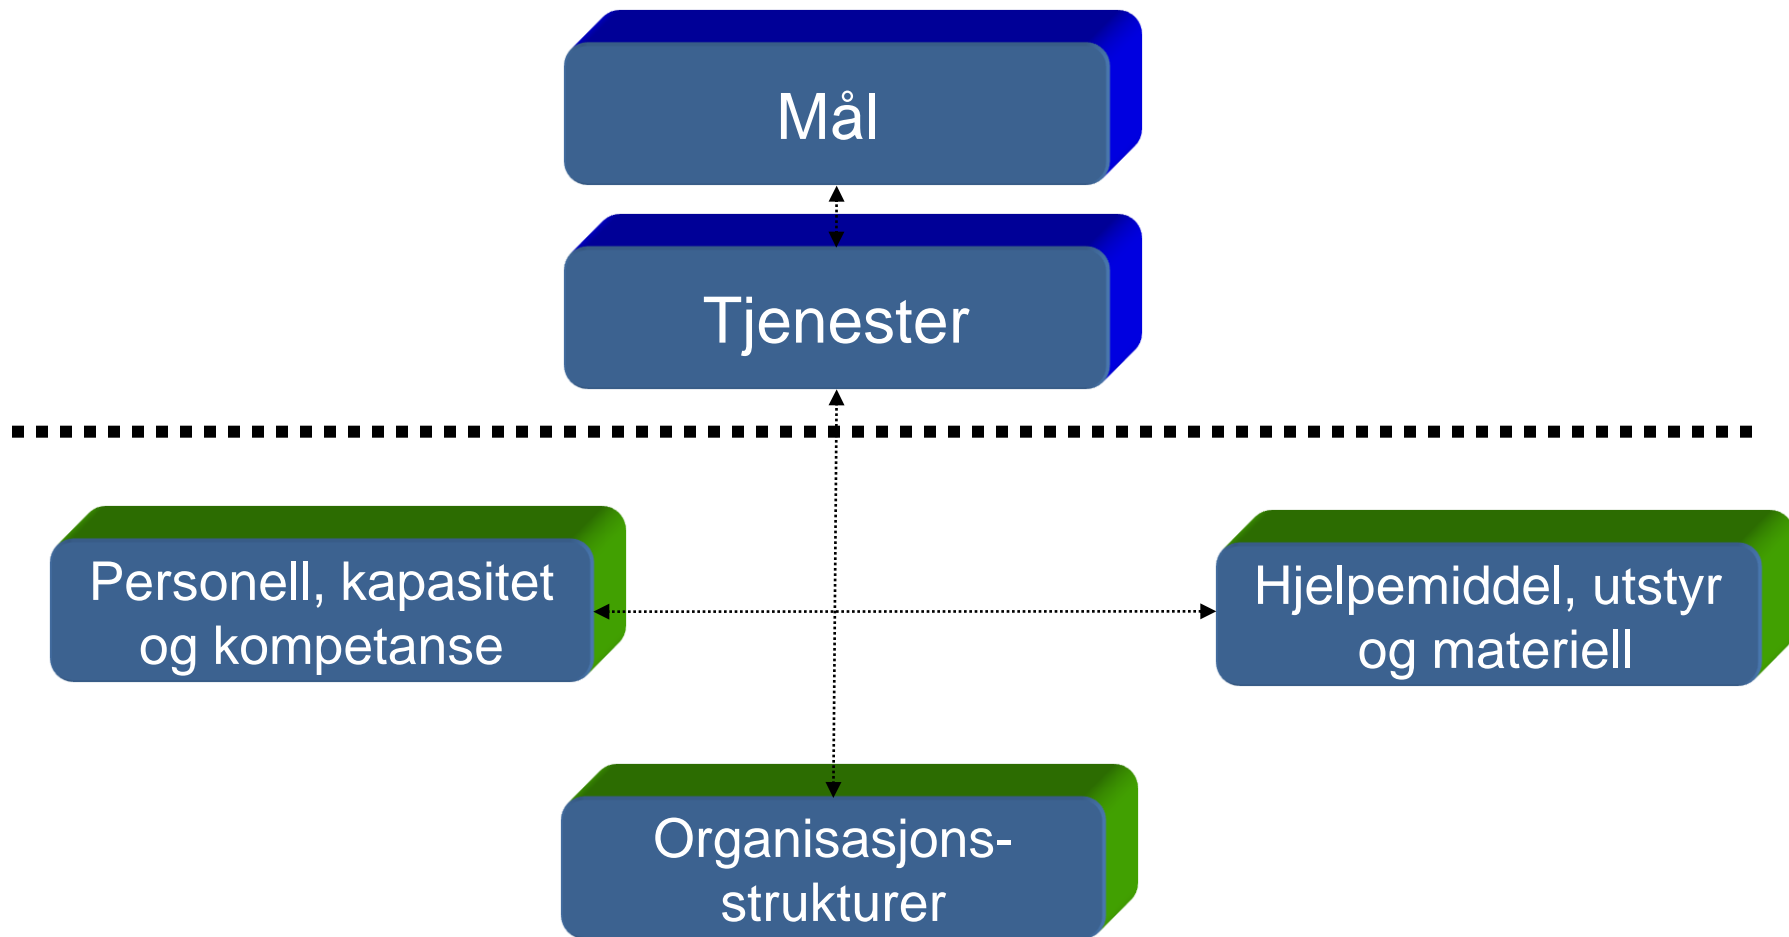 Mål
Tjenester
Personell, kapasitet
og kompetanse
Hjelpemiddel, utstyr
og materiell
Organisasjons-
strukturer